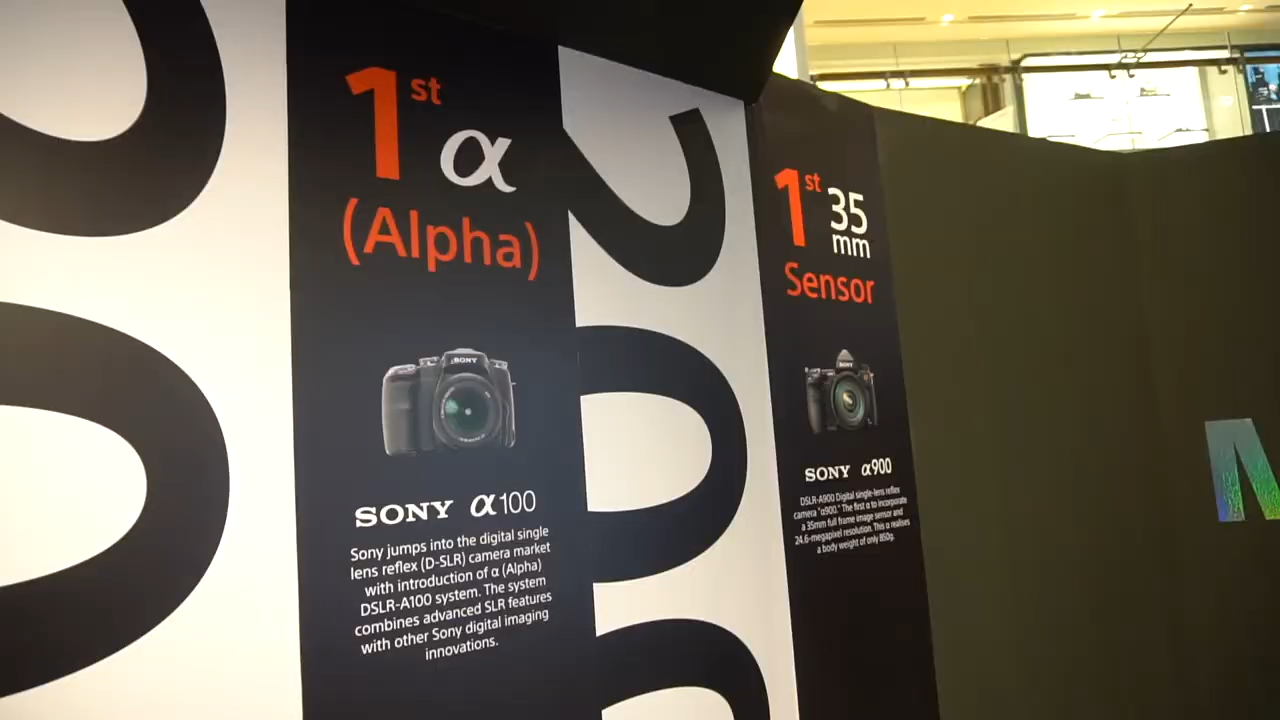 1st α
(Alpha)
SONY
SONY α100
Sony jumps into the digital single
lens reflex (D-SLR) camera market
with introduction of α (Alpha)
DSLR-A100 system. The system
combines advanced SLR features
with other Sony digital imaging
innovations.
1st 35
mm
Sensor
SONY
SONY α900
DSLR-A900 Digital single-lens reflex
camera "α900." The first α to incorporate
a 35mm full frame image sensor and
24.6-megapixel resolution. This α realises
a body weight of only 850g.